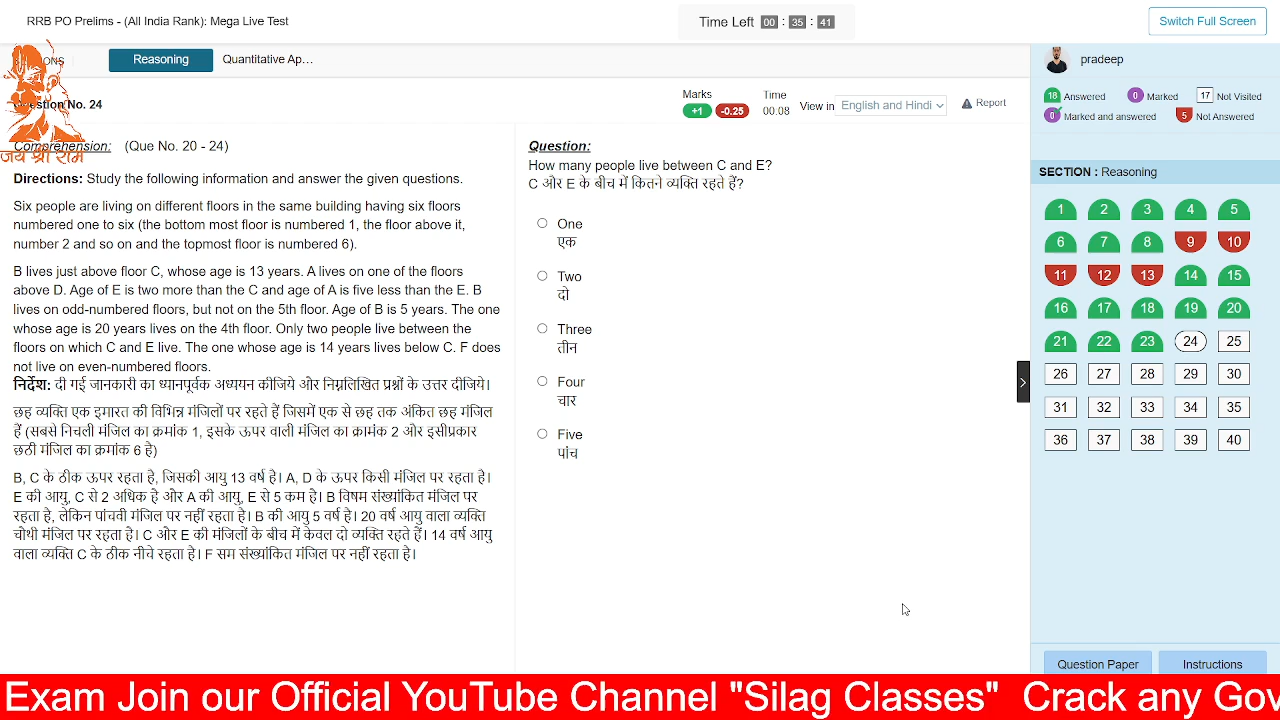 RRB PO Prelims - (All India Rank): Mega Live Test
Time Left 00 : 35 : 41
Switch Full Screen
Reasoning
Quantitative Ap...
pradeep
Question No. 24
Marks
+1 -0.25
Time
00.08
View in English and Hindi
Report
18 Answered
0 Marked
17 Not Visited
0 Marked and answered
5 Not Answered
जय श्री राम
Comprehension: (Que No. 20 - 24)
Directions: Study the following information and answer the given questions.
Six people are living on different floors in the same building having six floors
numbered one to six (the bottom most floor is numbered 1, the floor above it,
number 2 and so on and the topmost floor is numbered 6).
B lives just above floor C, whose age is 13 years. A lives on one of the floors
above D. Age of E is two more than the C and age of A is five less than the E. B
lives on odd-numbered floors, but not on the 5th floor. Age of B is 5 years. The one
whose age is 20 years lives on the 4th floor. Only two people live between the
floors on which C and E live. The one whose age is 14 years lives below C. F does
not live on even-numbered floors.
निर्देश: दी गई जानकारी का ध्यानपूर्वक अध्ययन कीजिये और निम्नलिखित प्रश्नों के उत्तर दीजिये।
छह व्यक्ति एक इमारत की विभिन्न मंजिलों पर रहते हैं जिसमें एक से छह तक अंकित छह मंजिल
हैं (सबसे निचली मंजिल का क्रमांक 1, इसके ऊपर वाली मंजिल का क्रामंक 2 और इसीप्रकार
छठी मंजिल का क्रमांक 6 हे)
B, C के ठीक ऊपर रहता है, जिसकी आयु 13 वर्ष है। A, D के ऊपर किसी मंजिल पर रहता है।
E की आयु, C से 2 अधिक है और A की आयु, E से 5 कम है। B विषम संख्यांकित मंजिल पर
रहता है, लेकिन पांचवी मंजिल पर नहीं रहता है। B की आयु 5 वर्ष है। 20 वर्ष आयु वाला व्यक्ति
चौथी मंजिल पर रहता है। C और E की मंजिलों के बीच में केवल दो व्यक्ति रहते हैं। 14 वर्ष आयु
वाला व्यक्ति C के ठीक नीचे रहता है। F सम संख्यांकित मंजिल पर नहीं रहता है।
Question:
How many people live between C and E?
C और E के बीच में कितने व्यक्ति रहते हैं?
One
एक
Two
दो
Three
तीन
Four
चार
Five
पांच
SECTION : Reasoning
1 2 3 4 5
6 7 8 9 10
11 12 13 14 15
16 17 18 19 20
21 22 23 24 25
26 27 28 29 30
31 32 33 34 35
36 37 38 39 40
Question Paper
Instructions
Exam Join our Official YouTube Channel "Silag Classes" Crack any Gov